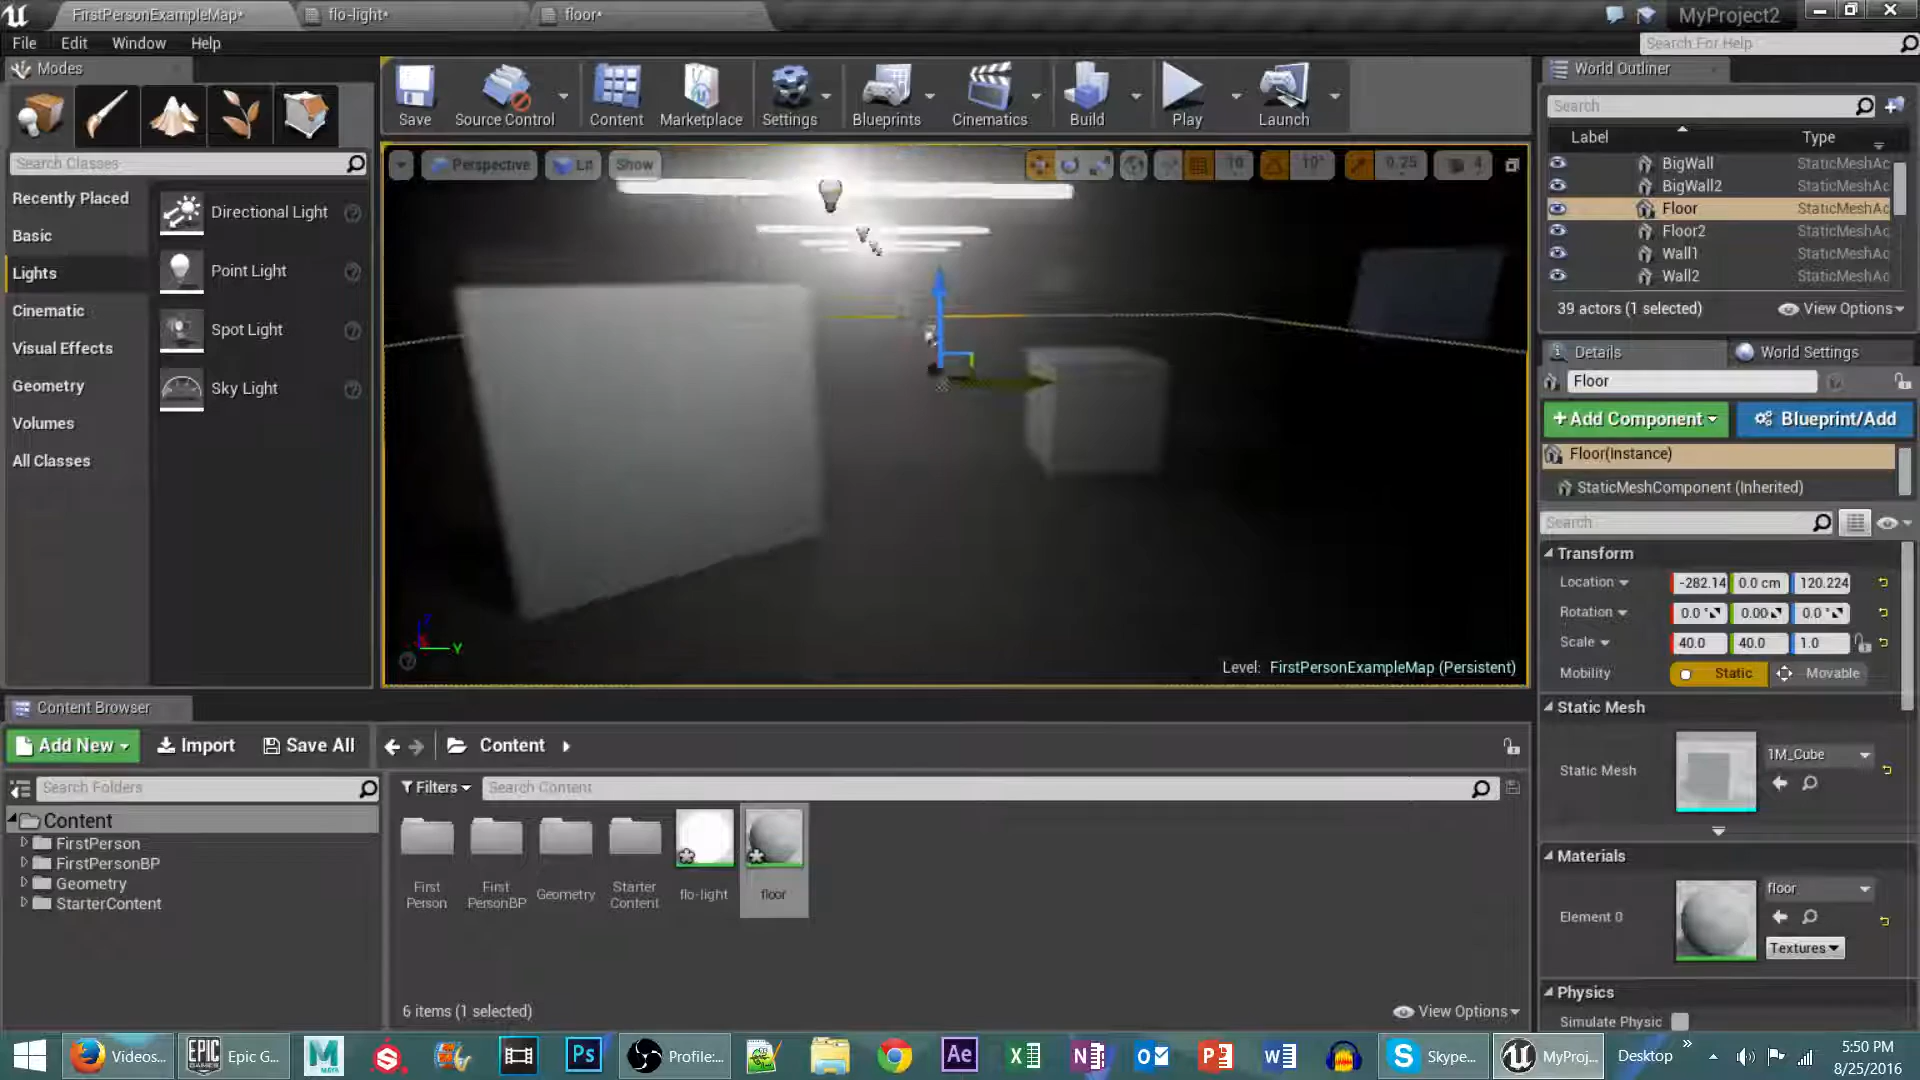 FirstPersonExampleMap*
flo-light*
floor*
MyProject2
File
Edit
Window
Help
Search For Help
Modes
World Outliner
Save
Source Control
Content
Marketplace
Settings
Blueprints
Cinematics
Build
Play
Launch
Search
Label
Type
Search Classes
Perspective
Show
10
10°
0.25
4
BigWall
StaticMeshAc
BigWall2
StaticMeshAc
Floor
StaticMeshAc
Floor2
StaticMeshAc
Wall1
StaticMeshAc
Wall2
StaticMeshAc
39 actors (1 selected)
View Options
Recently Placed
Basic
Lights
Cinematic
Visual Effects
Geometry
Volumes
All Classes
Directional Light
Point Light
Spot Light
Sky Light
Details
World Settings
Floor
+Add Component
Blueprint/Add
Floor(Instance)
StaticMeshComponent (Inherited)
Search
Transform
Location
-282.14
0.0 cm
120.224
Rotation
0.0 °
0.00
0.0 °
Scale
40.0
40.0
1.0
Mobility
Static
Movable
Y
Level: FirstPersonExampleMap (Persistent)
Static Mesh
Static Mesh
1M_Cube
Materials
Element 0
floor
Textures
Physics
Simulate Physic
Content Browser
Add New
Import
Save All
Content
Search Folders
Filters
Search Content
Content
FirstPerson
FirstPersonBP
Geometry
StarterContent
First
Person
First
PersonBP
Geometry
Starter
Content
flo-light
floor
6 items (1 selected)
View Options
Videos...
EPIC
GAMES
Epic G...
M
MAYA
Ps
Profile:...
Ae
Skype...
MyProj...
Desktop
»
5:50 PM
8/25/2016